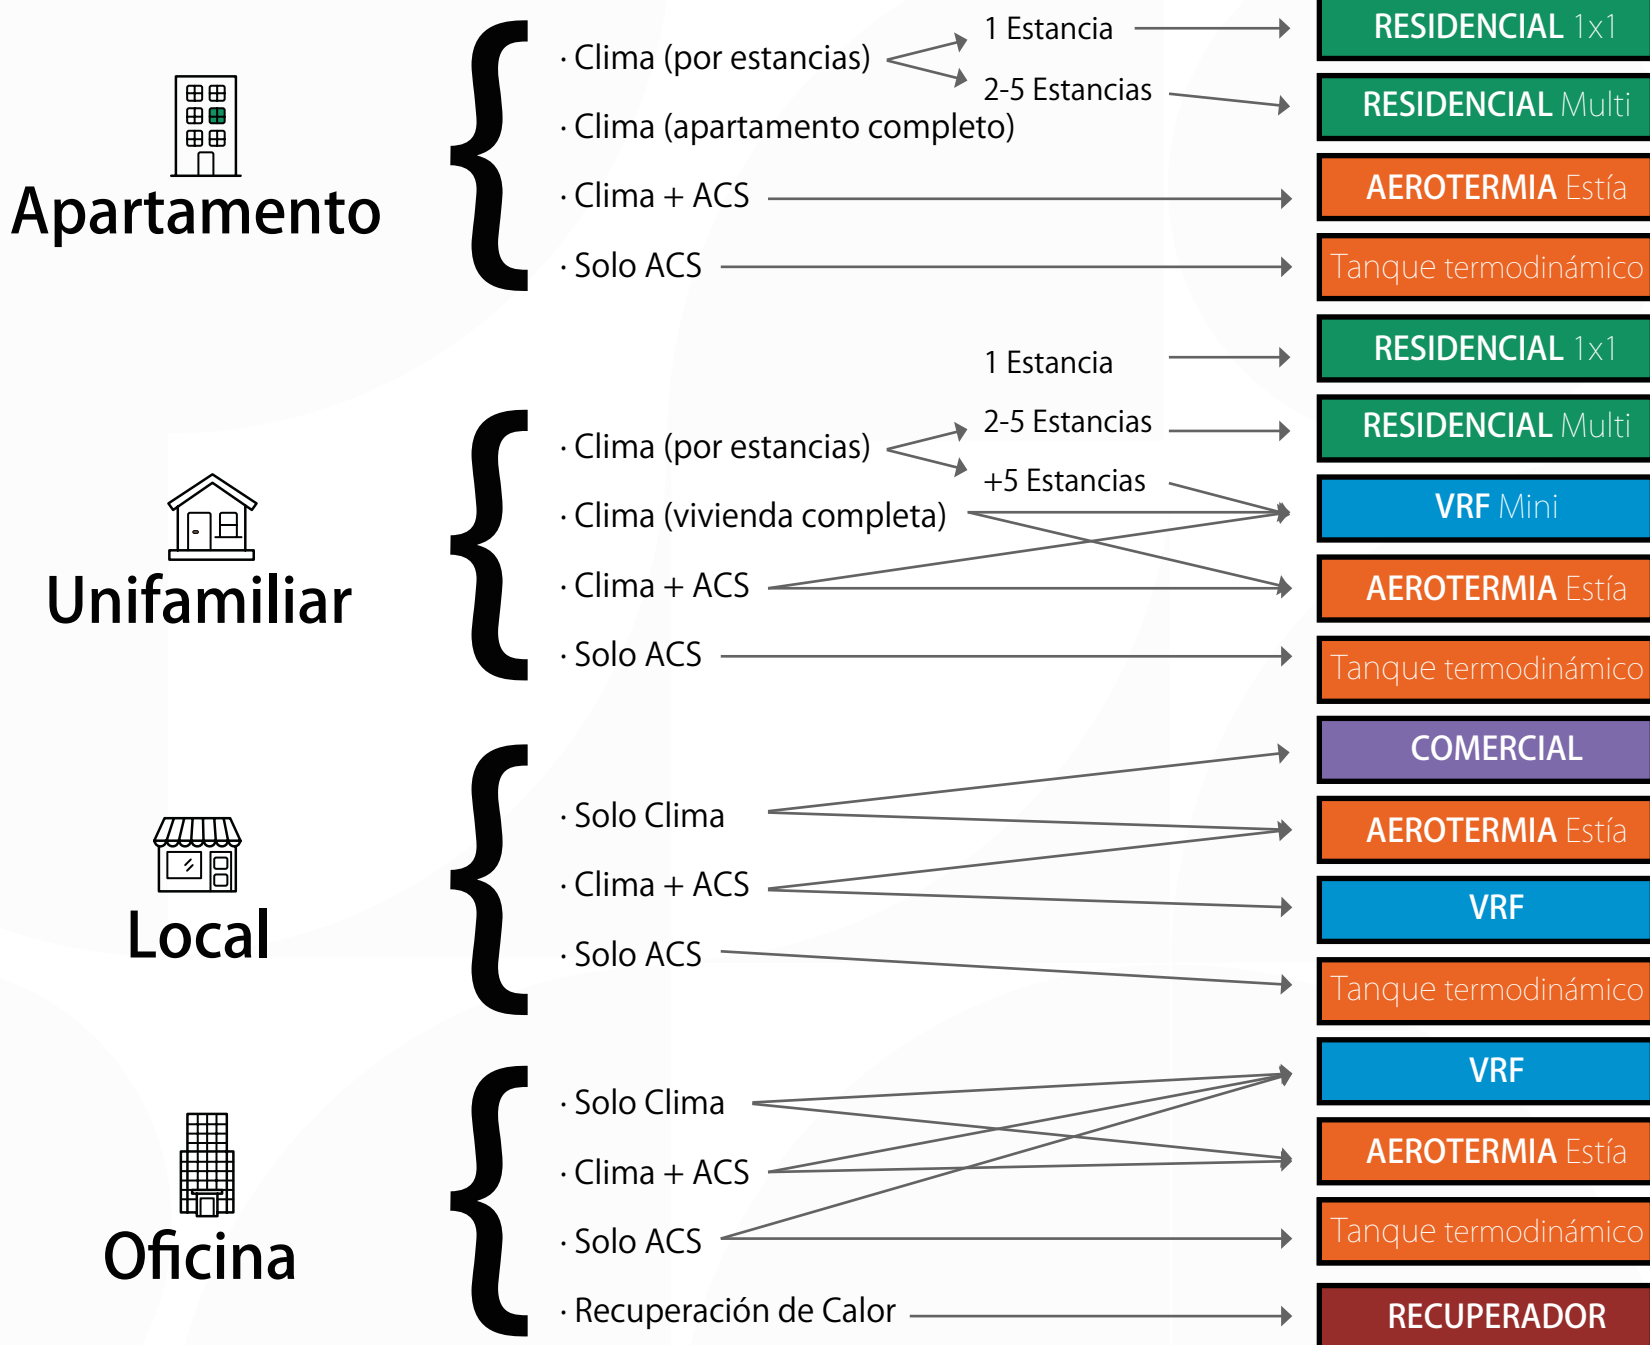 Apartamento
· Clima (por estancias)
1 Estancia
2-5 Estancias
· Clima (apartamento completo)
· Clima + ACS
· Solo ACS
RESIDENCIAL 1x1
RESIDENCIAL Multi
AEROTERMIA Estía
Tanque termodinámico
Unifamiliar
· Clima (por estancias)
1 Estancia
2-5 Estancias
+5 Estancias
· Clima (vivienda completa)
· Clima + ACS
· Solo ACS
RESIDENCIAL 1x1
RESIDENCIAL Multi
VRF Mini
AEROTERMIA Estía
Tanque termodinámico
Local
· Solo Clima
· Clima + ACS
· Solo ACS
COMERCIAL
AEROTERMIA Estía
VRF
Tanque termodinámico
Oficina
· Solo Clima
· Clima + ACS
· Solo ACS
· Recuperación de Calor
VRF
AEROTERMIA Estía
Tanque termodinámico
RECUPERADOR